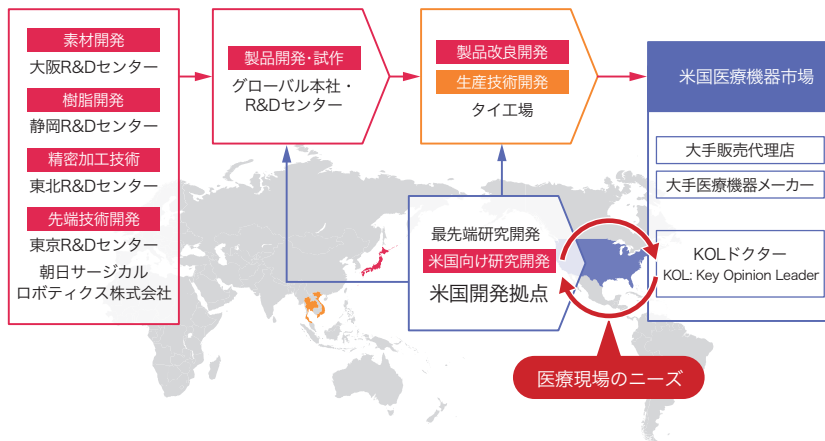 素材開発
大阪R&Dセンター
樹脂開発
静岡R&Dセンター
精密加工技術
東北R&Dセンター
先端技術開発
東京R&Dセンター
朝日サージカル
ロボティクス株式会社
製品開発・試作
グローバル本社・
R&Dセンター
製品改良開発
生産技術開発
タイ工場
米国医療機器市場
大手販売代理店
大手医療機器メーカー
KOLドクター
KOL: Key Opinion Leader
最先端研究開発
米国向け研究開発
米国開発拠点
医療現場のニーズ